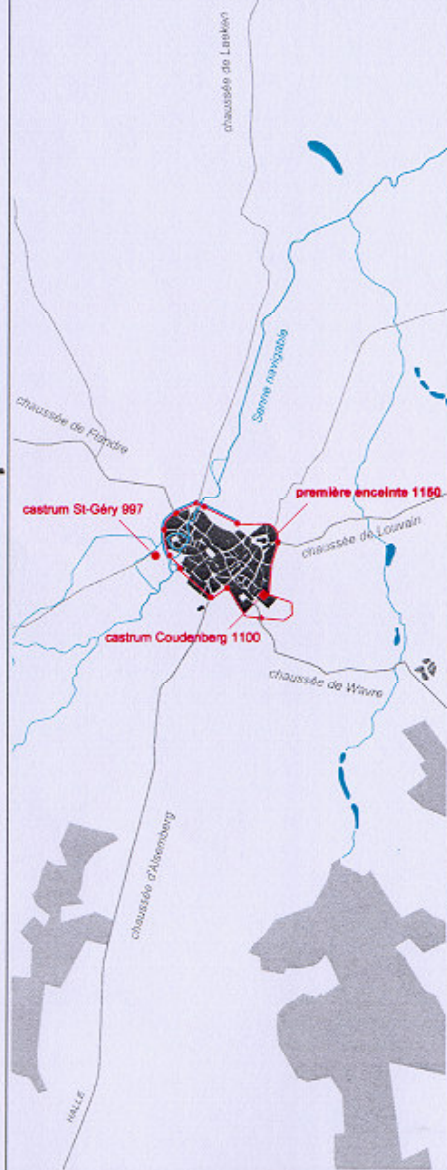 chaussée de Laeken
Senne navigable
chaussée de Flandre
première enceinte 1150
castrum St-Géry 997
chaussée de Louvain
castrum Coudenberg 1100
chaussée de Wavre
chaussée d'Alsemberg
HALLE